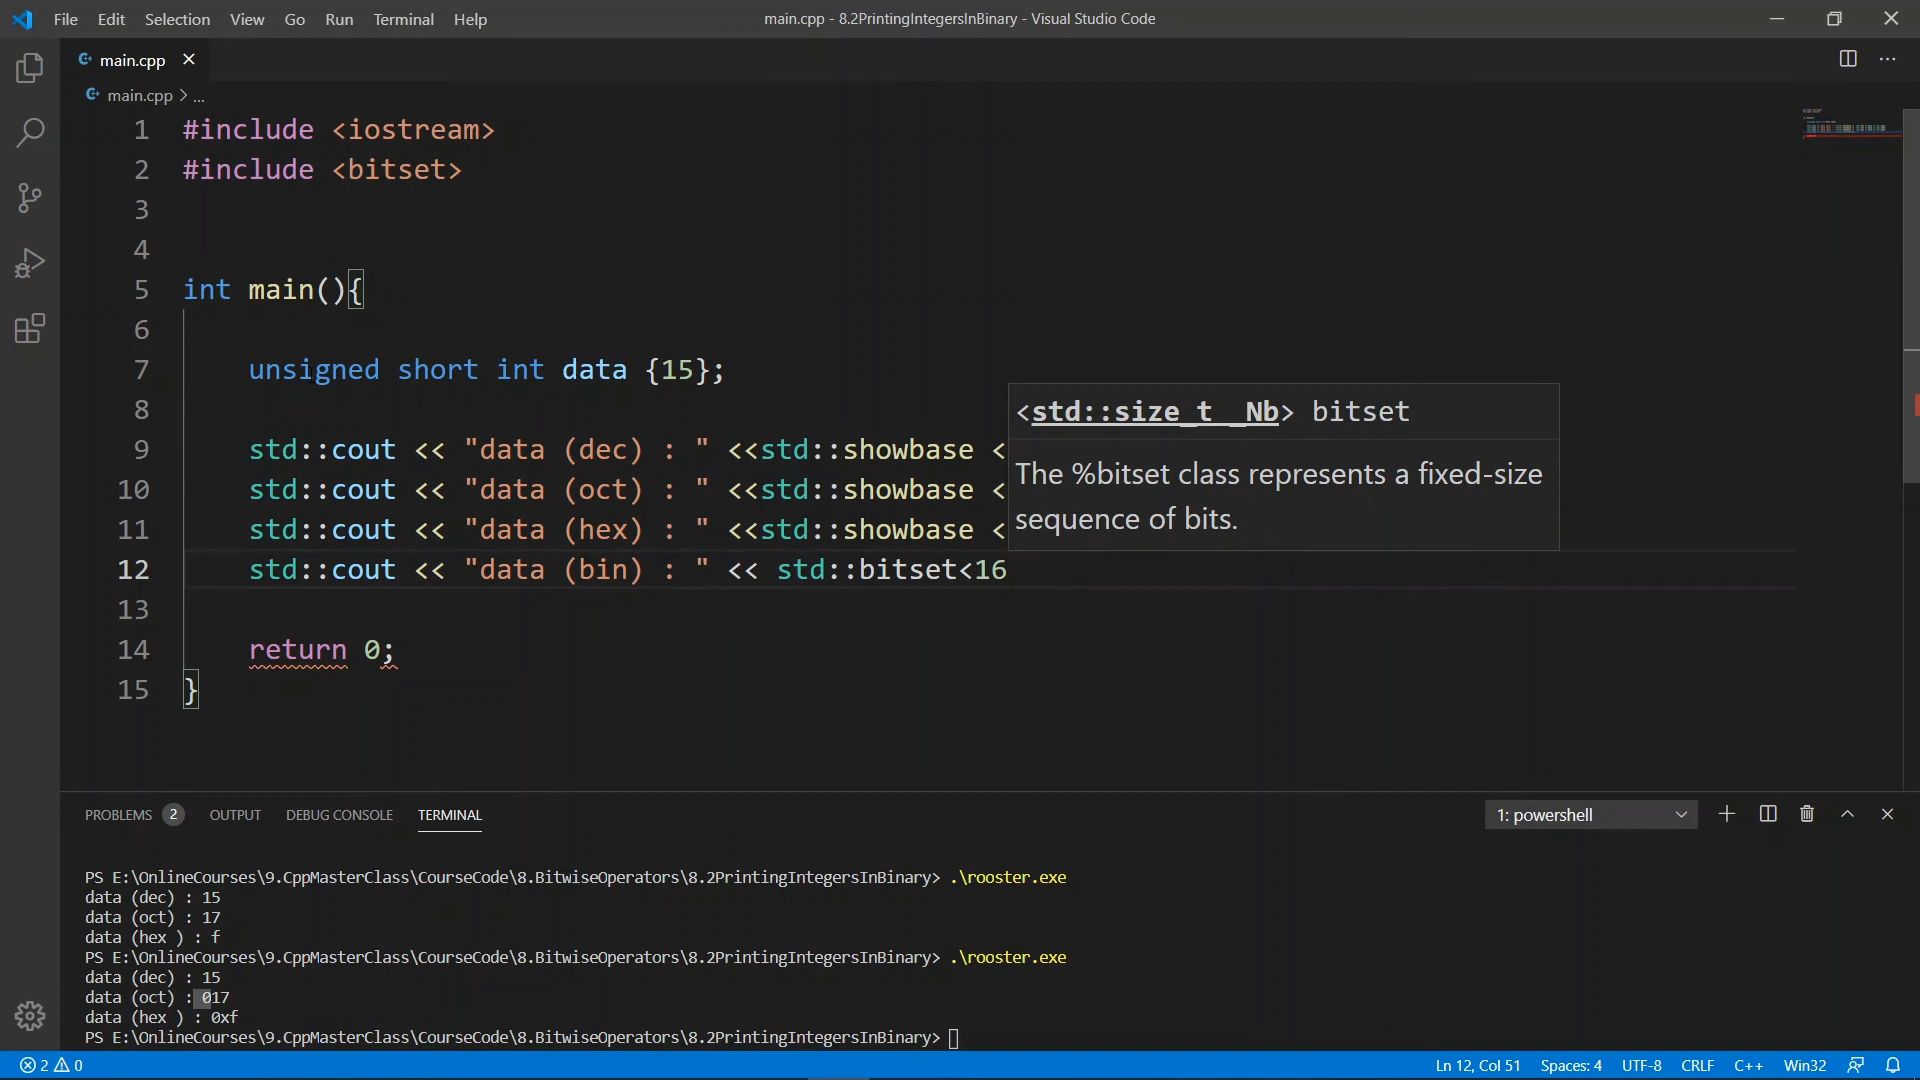 File Edit Selection View Go Run Terminal Help
main.cpp - 8.2PrintingIntegersInBinary - Visual Studio Code
main.cpp
main.cpp > ...
1 #include <iostream>
2 #include <bitset>
3
4
5 int main(){
6
7 unsigned short int data {15};
8
<std::size_t _Nb> bitset
9 std::cout << "data (dec) : " <<std::showbase <
The %bitset class represents a fixed-size
10 std::cout << "data (oct) : " <<std::showbase <
sequence of bits.
11 std::cout << "data (hex) : " <<std::showbase <
12 std::cout << "data (bin) : " << std::bitset<16
13
14 return 0;
15 }
PROBLEMS 2 OUTPUT DEBUG CONSOLE TERMINAL
1: powershell
PS E:\OnlineCourses\9.CppMasterClass\CourseCode\8.BitwiseOperators\8.2PrintingIntegersInBinary> .\rooster.exe
data (dec) : 15
data (oct) : 17
data (hex ) : f
PS E:\OnlineCourses\9.CppMasterClass\CourseCode\8.BitwiseOperators\8.2PrintingIntegersInBinary> .\rooster.exe
data (dec) : 15
data (oct) : 017
data (hex ) : 0xf
PS E:\OnlineCourses\9.CppMasterClass\CourseCode\8.BitwiseOperators\8.2PrintingIntegersInBinary>
2 0
Ln 12, Col 51 Spaces: 4 UTF-8 CRLF C++ Win32